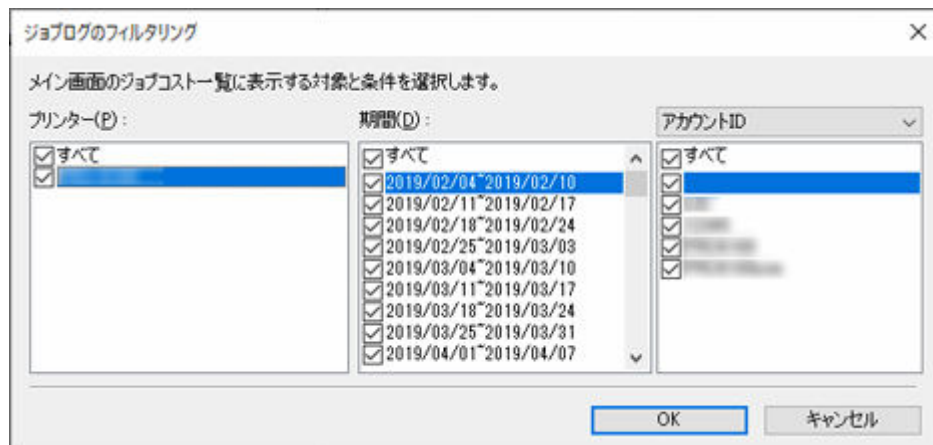 ジョブログのフィルタリング
メイン画面のジョブコスト一覧に表示する対象と条件を選択します。
プリンター(P):
すべて
期間(D):
すべて
2019/02/04~2019/02/10
2019/02/11~2019/02/17
2019/02/18~2019/02/24
2019/02/25~2019/03/03
2019/03/04~2019/03/10
2019/03/11~2019/03/17
2019/03/18~2019/03/24
2019/03/25~2019/03/31
2019/04/01~2019/04/07
アカウントID
すべて
OK
キャンセル